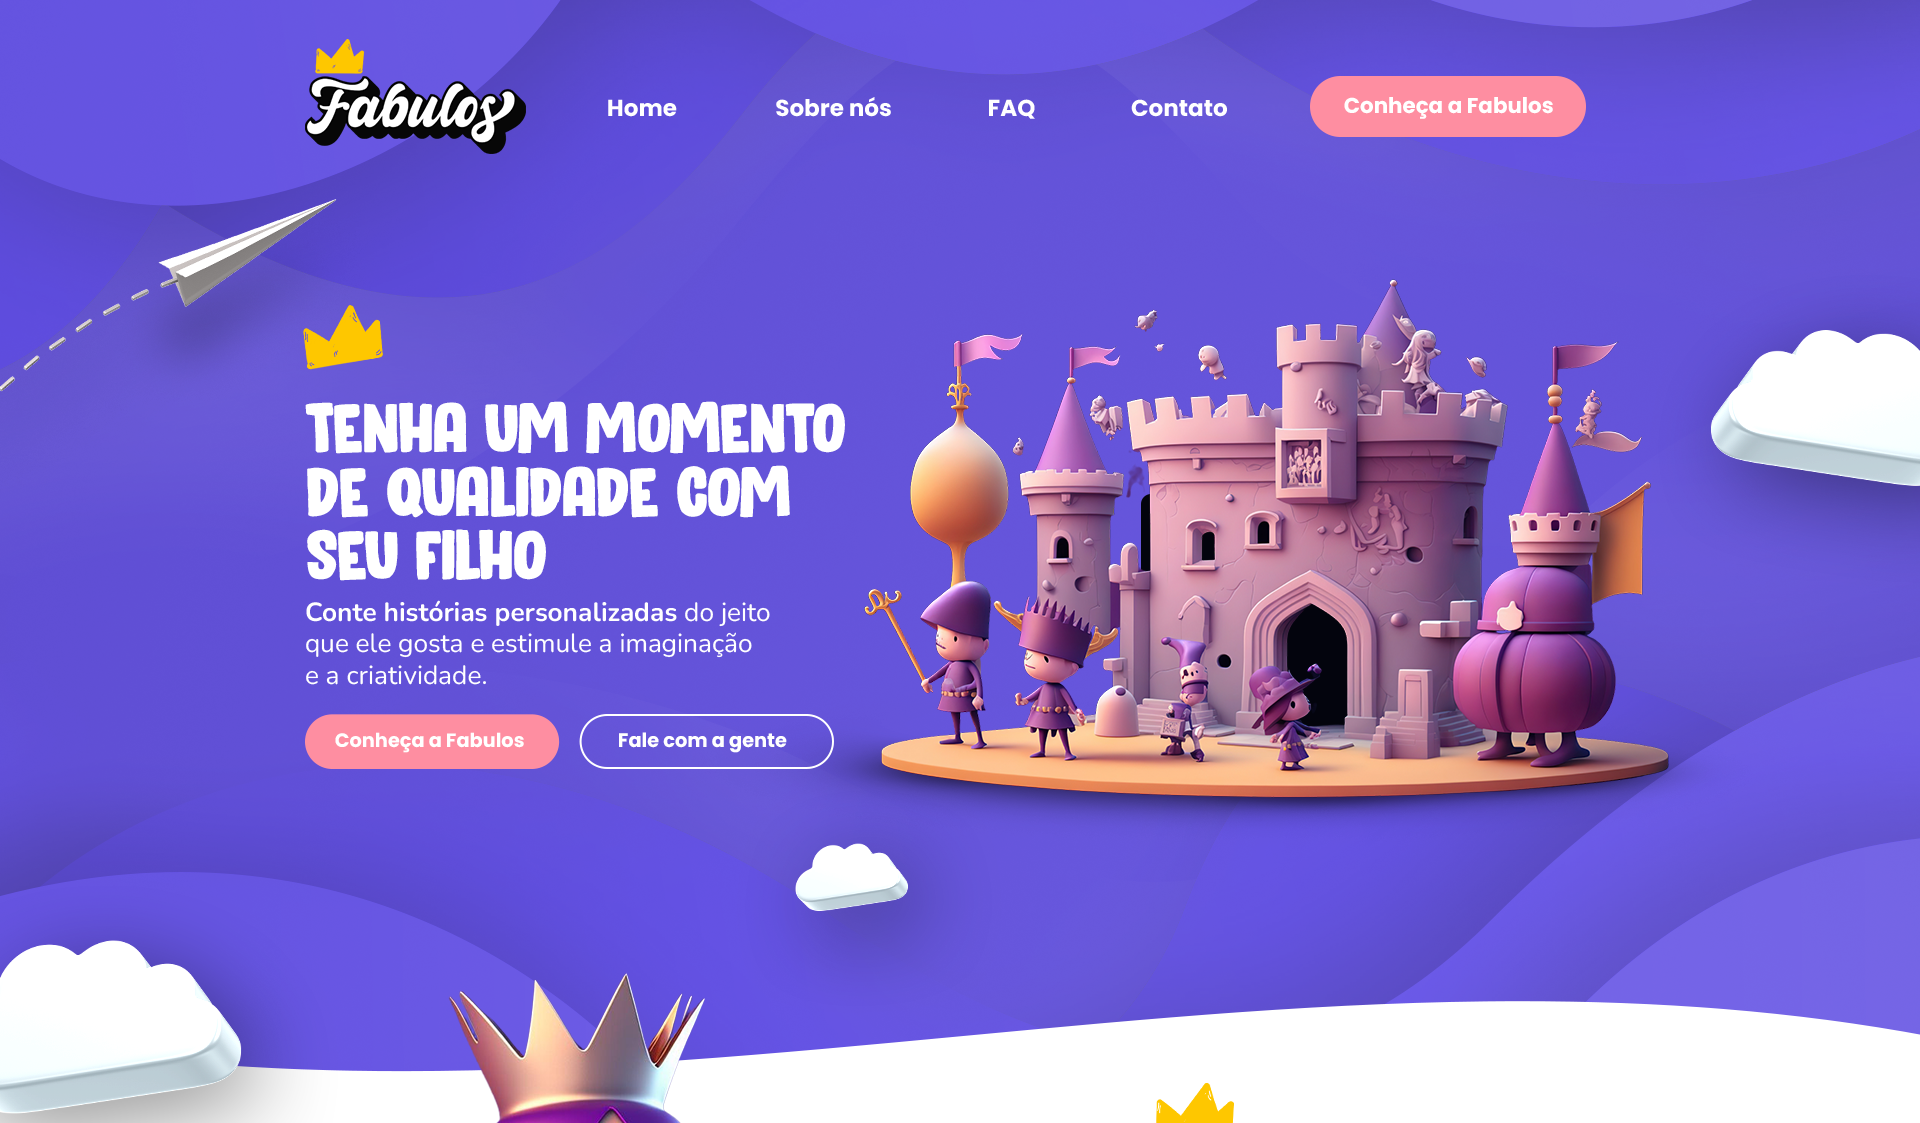 Fabulos
Home
Sobre nós
FAQ
Contato
Conheça a Fabulos
TENHA UM MOMENTO
DE QUALIDADE COM
SEU FILHO
Conte histórias personalizadas do jeito
que ele gosta e estimule a imaginação
e a criatividade.
Conheça a Fabulos
Fale com a gente